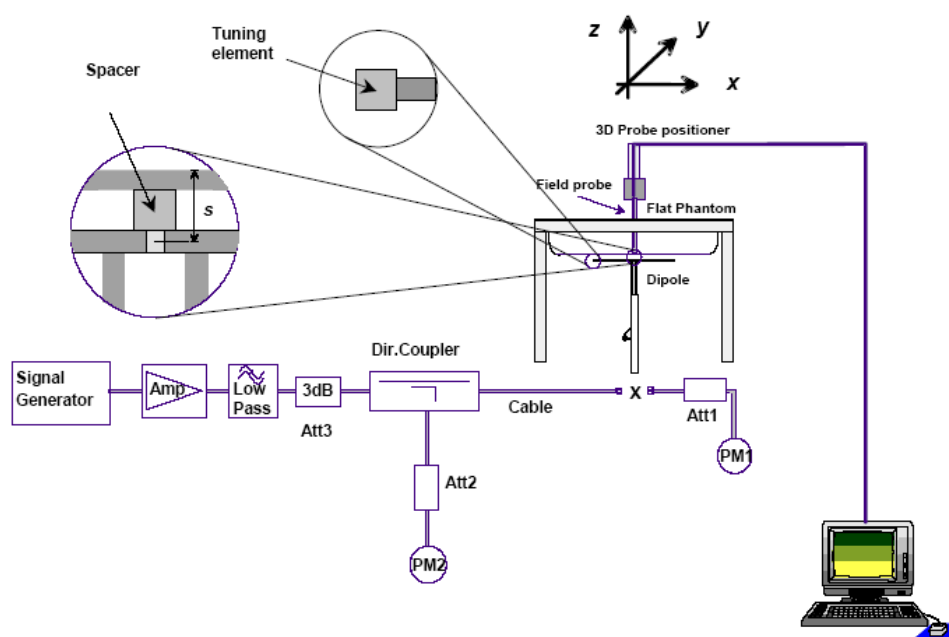 Tuning
element
Spacer
s
z
y
x
3D Probe positioner
Field probe
Flat Phantom
Dipole
Dir.Coupler
Signal
Generator
Amp
Low
Pass
3dB
Att3
Cable
x
Att1
PM1
Att2
PM2